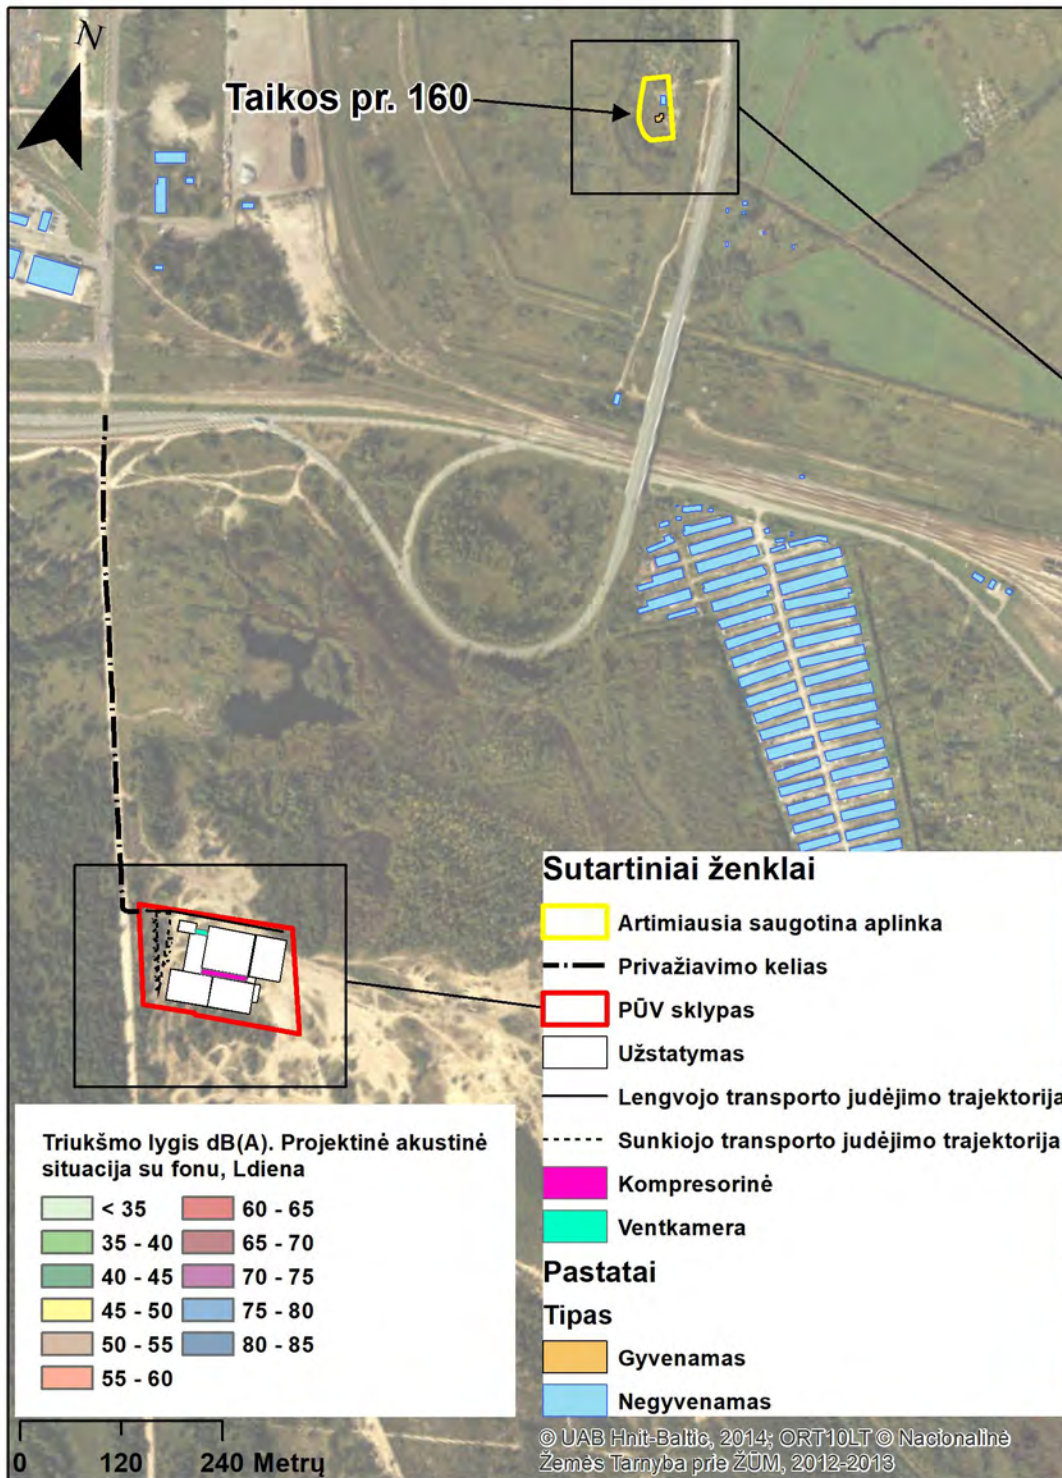 N
Taikos pr. 160
Sutartiniai ženklai
Artimiausia saugotina aplinka
Privažiavimo kelias
PŪV sklypas
Užstatymas
Lengvojo transporto judėjimo trajektorija
Sunkiojo transporto judėjimo trajektorija
Kompresorinė
Ventkamera
Pastatai
Tipas
Gyvenamas
Negyvenamas
Triukšmo lygis dB(A). Projektinė akustinė
situacija su fonu, Ldiena
< 35
35 - 40
40 - 45
45 - 50
50 - 55
55 - 60
60 - 65
65 - 70
70 - 75
75 - 80
80 - 85
0 120 240 Metrų
© UAB Hnit-Baltic, 2014; ORT10LT © Nacionalinė
Žemės Tarnyba prie ŽŪM, 2012-2013